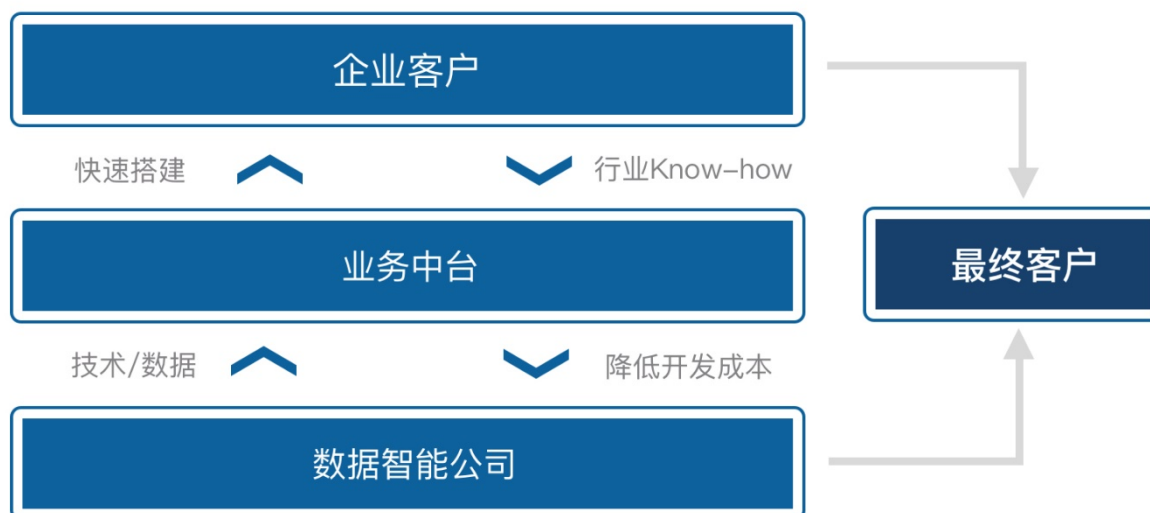 企业客户
快速搭建
行业Know-how
业务中台
最终客户
技术/数据
降低开发成本
数据智能公司